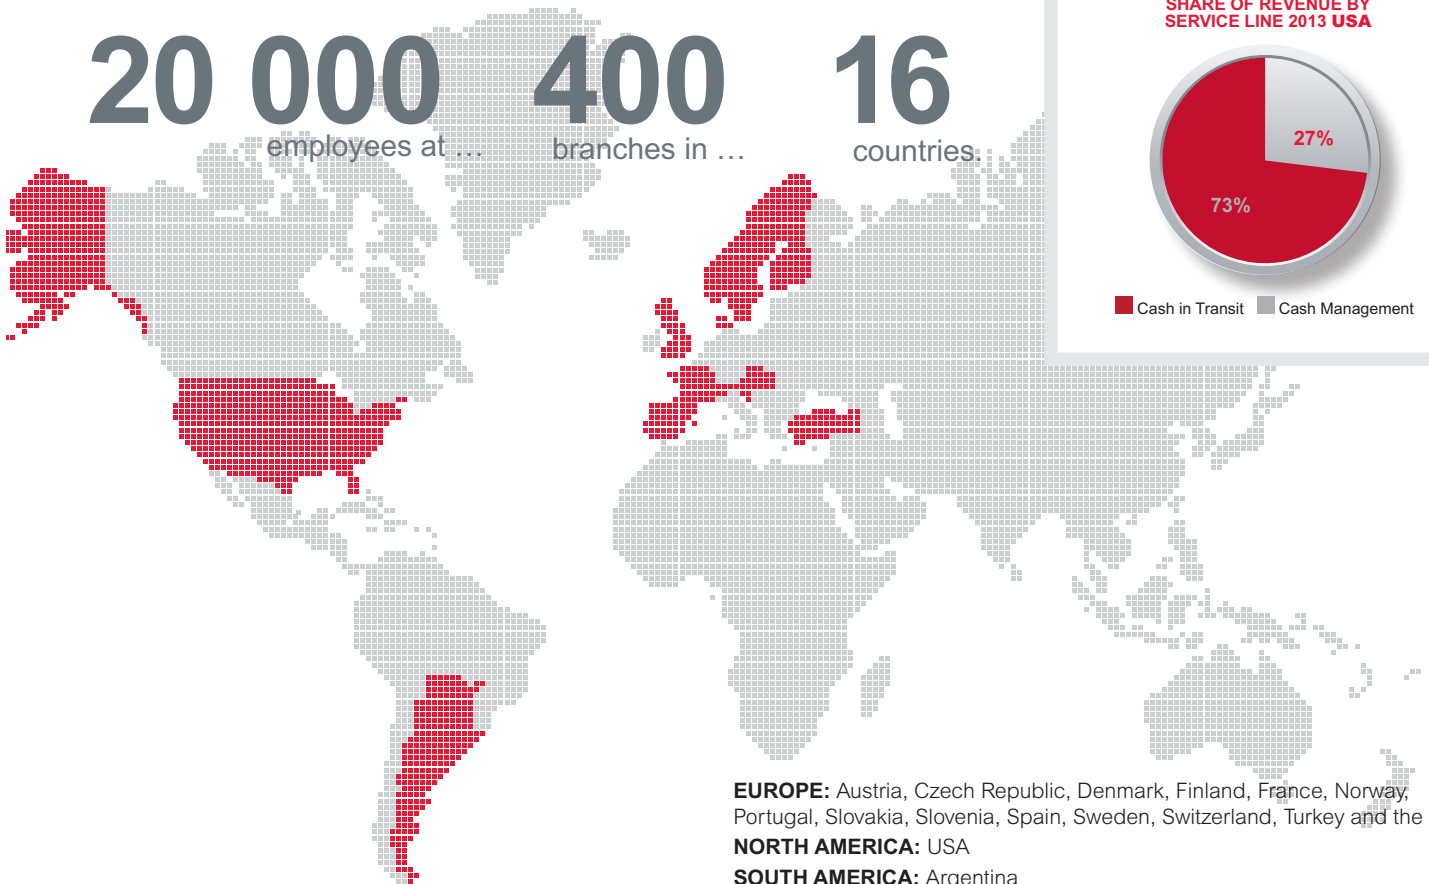 20 000
employees at …
400
branches in …
16
countries.
SHARE OF REVENUE BY
SERVICE LINE 2013 USA
27%
73%
Cash in Transit
Cash Management
EUROPE: Austria, Czech Republic, Denmark, Finland, France, Norway,
Portugal, Slovakia, Slovenia, Spain, Sweden, Switzerland, Turkey and the
NORTH AMERICA: USA
SOUTH AMERICA: Argentina